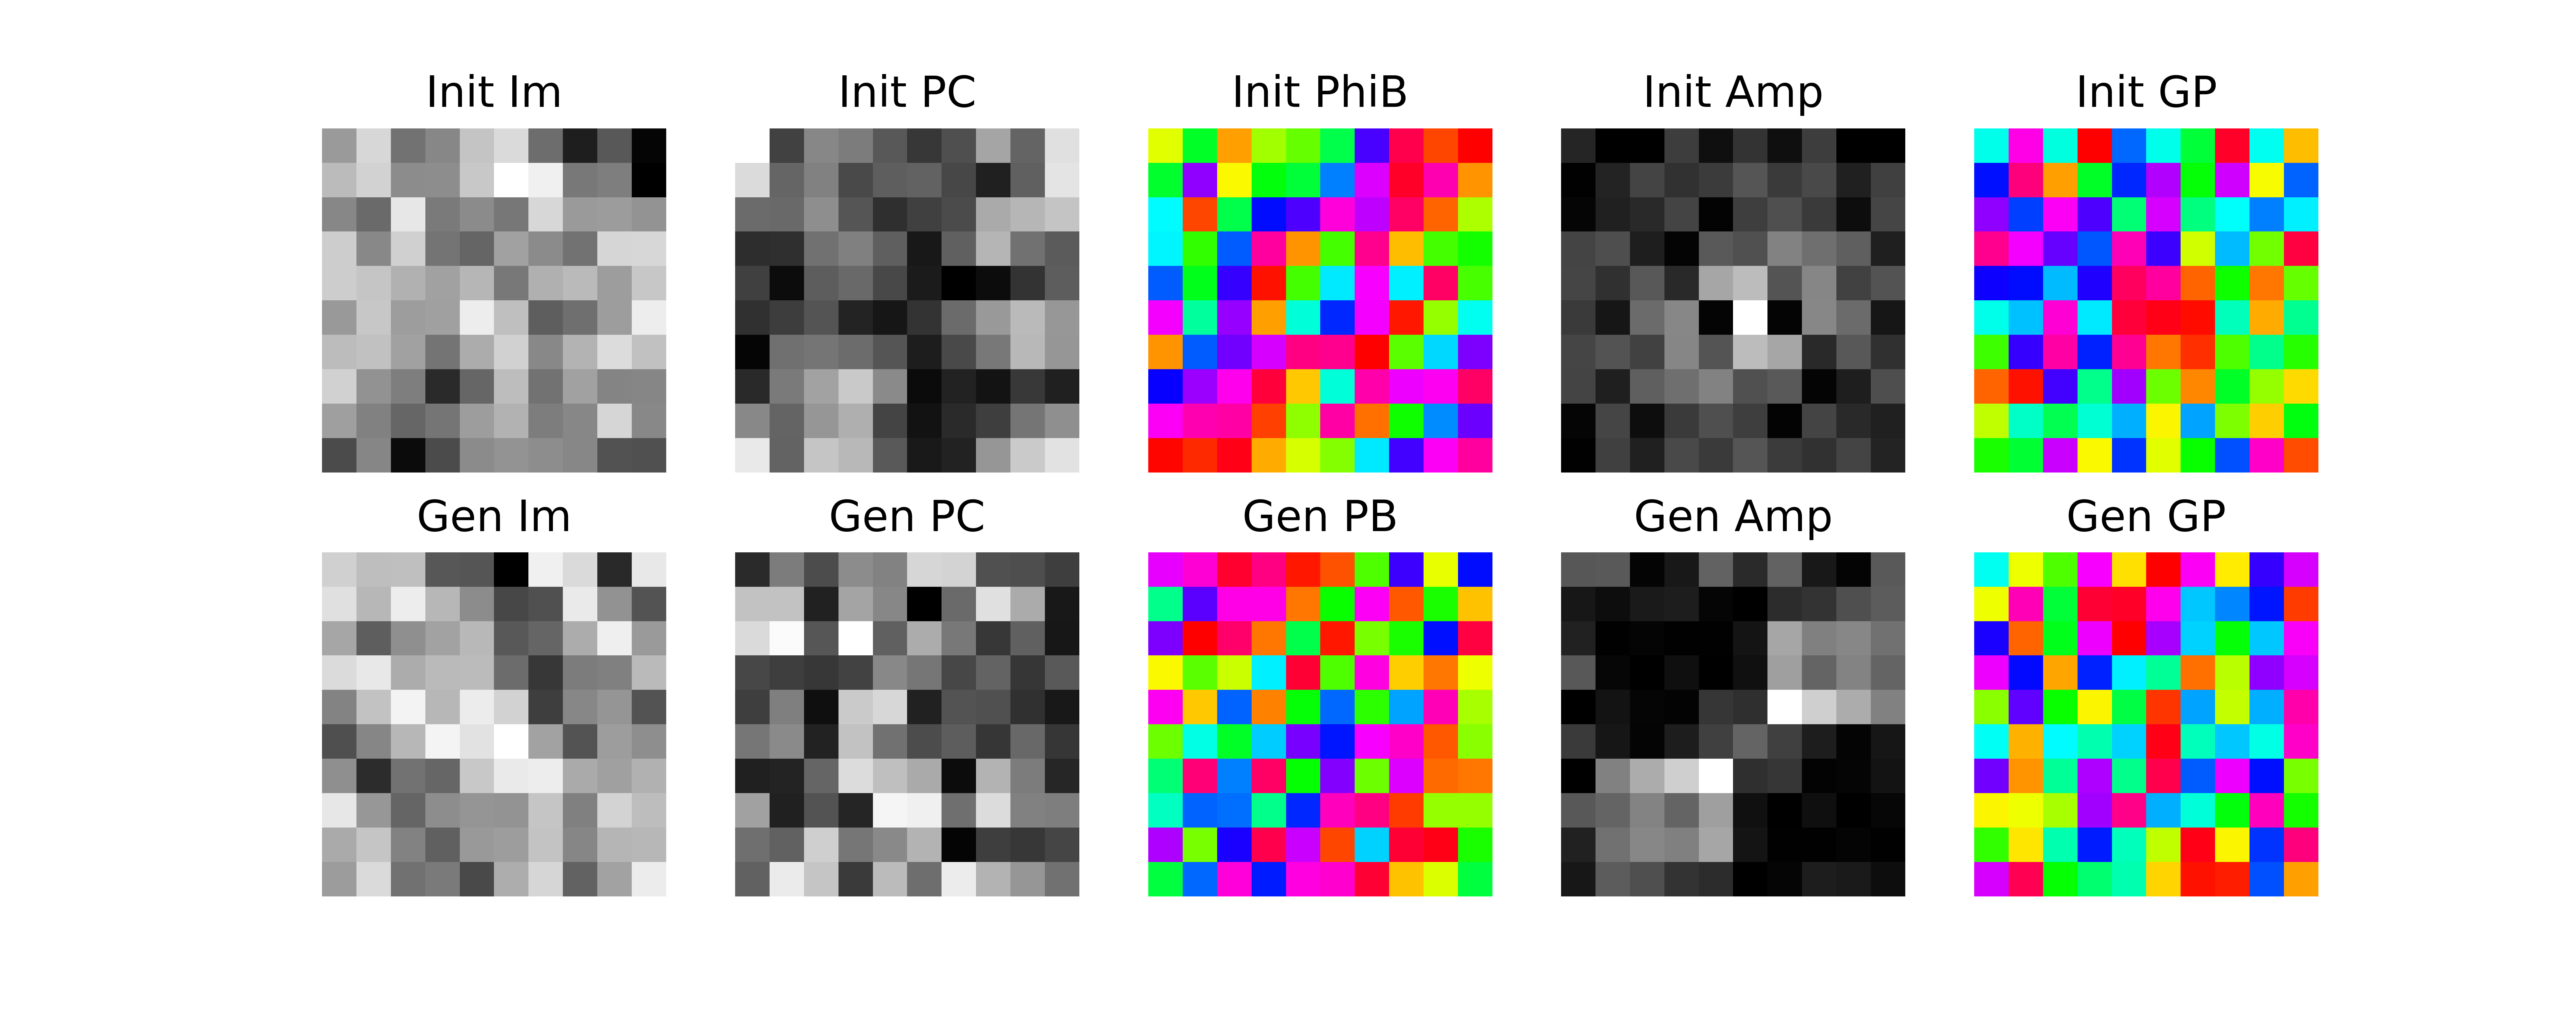 Init Im
Init PC
Init PhiB
Init Amp
Init GP
Gen Im
Gen PC
Gen PB
Gen Amp
Gen GP